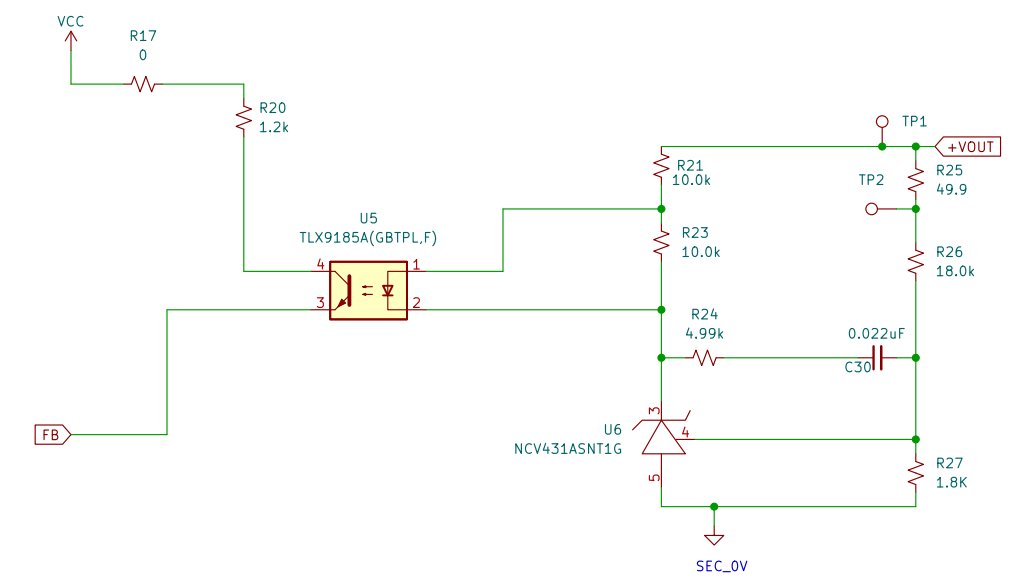 VCC
R17
0
R20
1.2k
TP1
+VOUT
R21
10.0k
R25
49.9
TP2
U5
TLX9185A(GBTPL,F)
R23
10.0k
R26
18.0k
4
1
3
2
R24
4.99k
0.022uF
C30
3
FB
U6
NCV431ASNT1G
4
5
R27
1.8K
SEC_0V